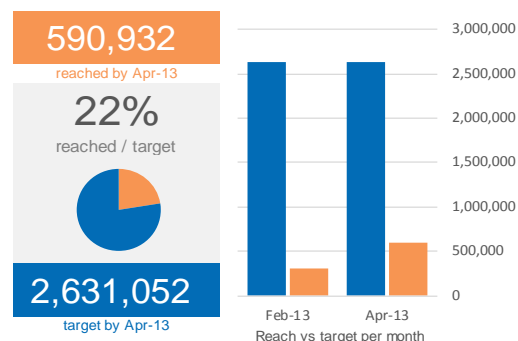 590,932
reached by Apr-13
22%
reached / target
2,631,052
target by Apr-13
3,000,000
2,500,000
2,000,000
1,500,000
1,000,000
500,000
0
Feb-13
Apr-13
Reach vs target per month